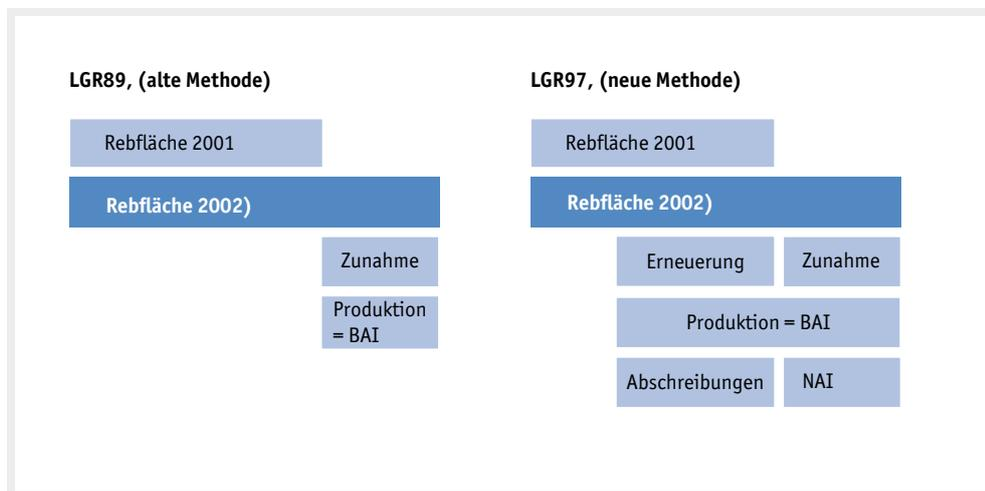 LGR89, (alte Methode)
Rebfläche 2001
Rebfläche 2002)
Zunahme
Produktion
= BAI
LGR97, (neue Methode)
Rebfläche 2001
Rebfläche 2002)
Erneuerung
Zunahme
Produktion = BAI
Abschreibungen
NAI